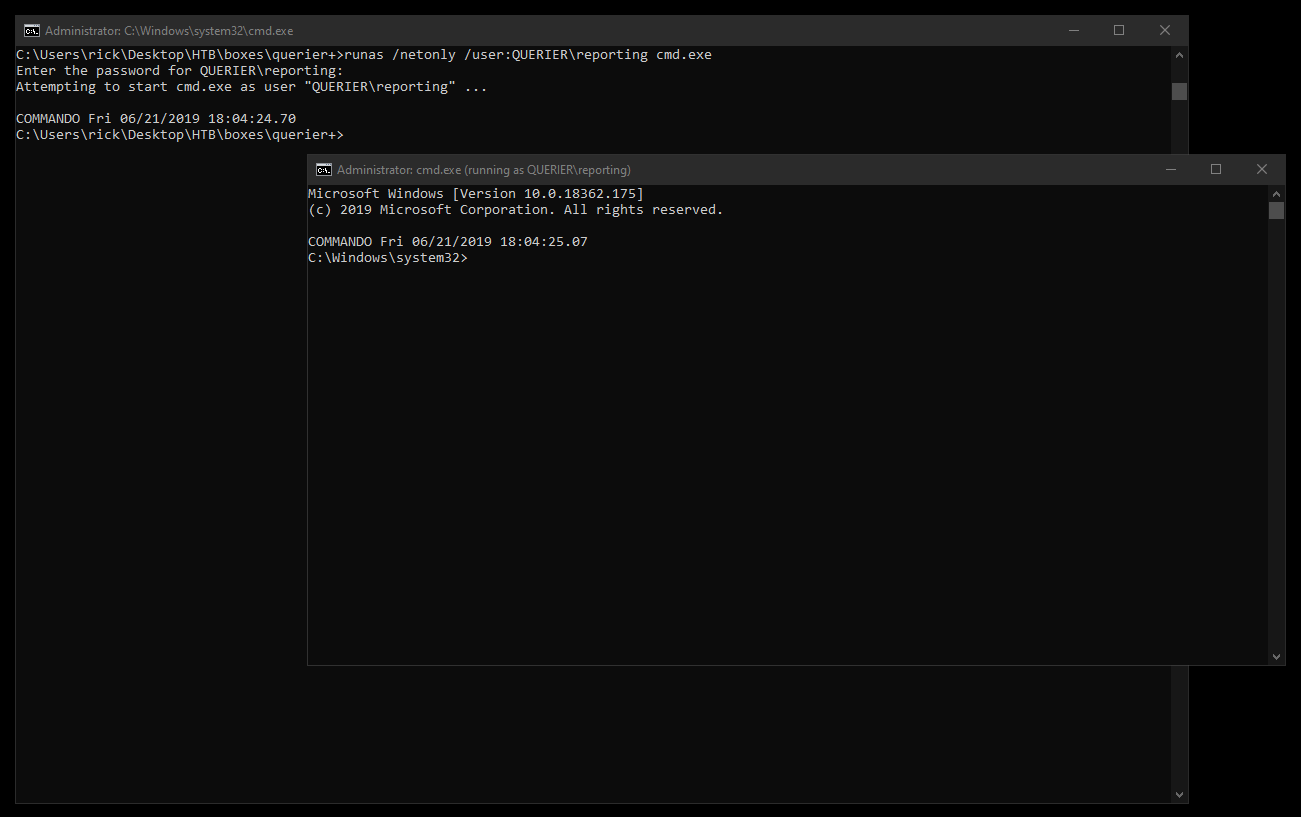 Administrator: C:\Windows\system32\cmd.exe
C:\Users\rick\Desktop\HTB\boxes\querier+>runas /netonly /user:QUERIER\reporting cmd.exe
Enter the password for QUERIER\reporting:
Attempting to start cmd.exe as user "QUERIER\reporting" ...
COMMANDO Fri 06/21/2019 18:04:24.70
C:\Users\rick\Desktop\HTB\boxes\querier+>
Administrator: cmd.exe (running as QUERIER\reporting)
Microsoft Windows [Version 10.0.18362.175]
(c) 2019 Microsoft Corporation. All rights reserved.
COMMANDO Fri 06/21/2019 18:04:25.07
C:\Windows\system32>